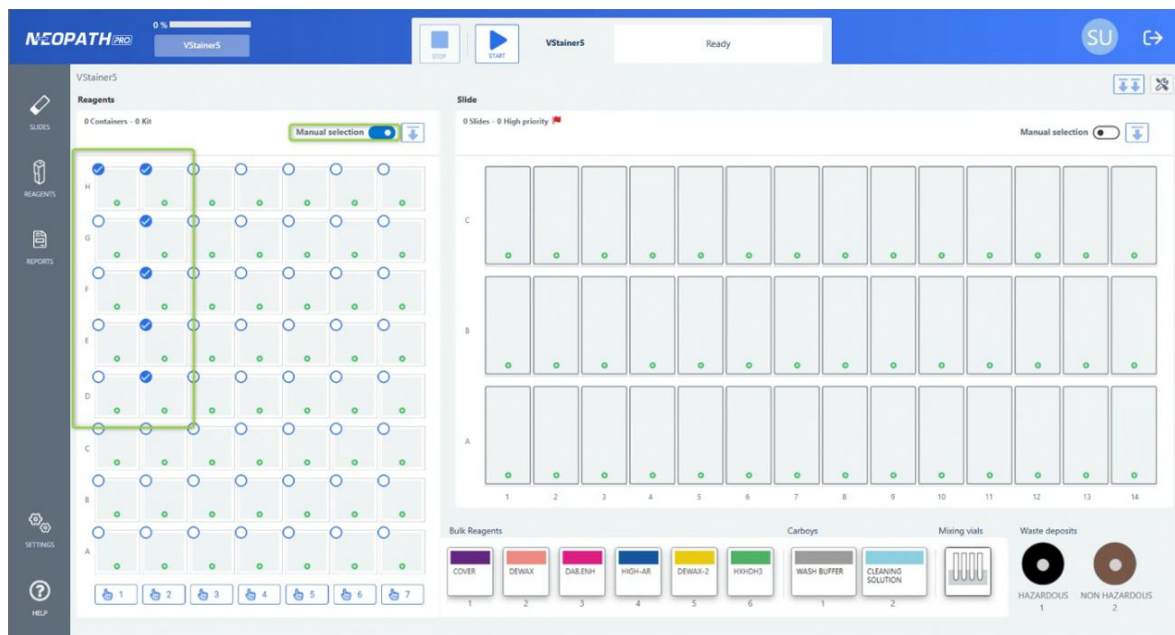 NEOPATH PRO
0 %
VStainer5
STOP
START
VStainer5
Ready
SU
SLIDES
REAGENTS
REPORTS
SETTINGS
HELP
VStainer5
Reagents
0 Containers - 0 Kit
Manual selection
H
G
F
E
D
C
B
A
1 2 3 4 5 6 7
Slide
0 Slides - 0 High priority
Manual selection
C
B
A
1 2 3 4 5 6 7 8 9 10 11 12 13 14
Bulk Reagents
COVER DEWAX DAB.ENH HIGH-AR DEWAX-2 HXHDH3
1 2 3 4 5 6
Carboys
WASH BUFFER CLEANING
SOLUTION
1 2
Mixing vials
Waste deposits
HAZARDOUS NON HAZARDOUS
1 2